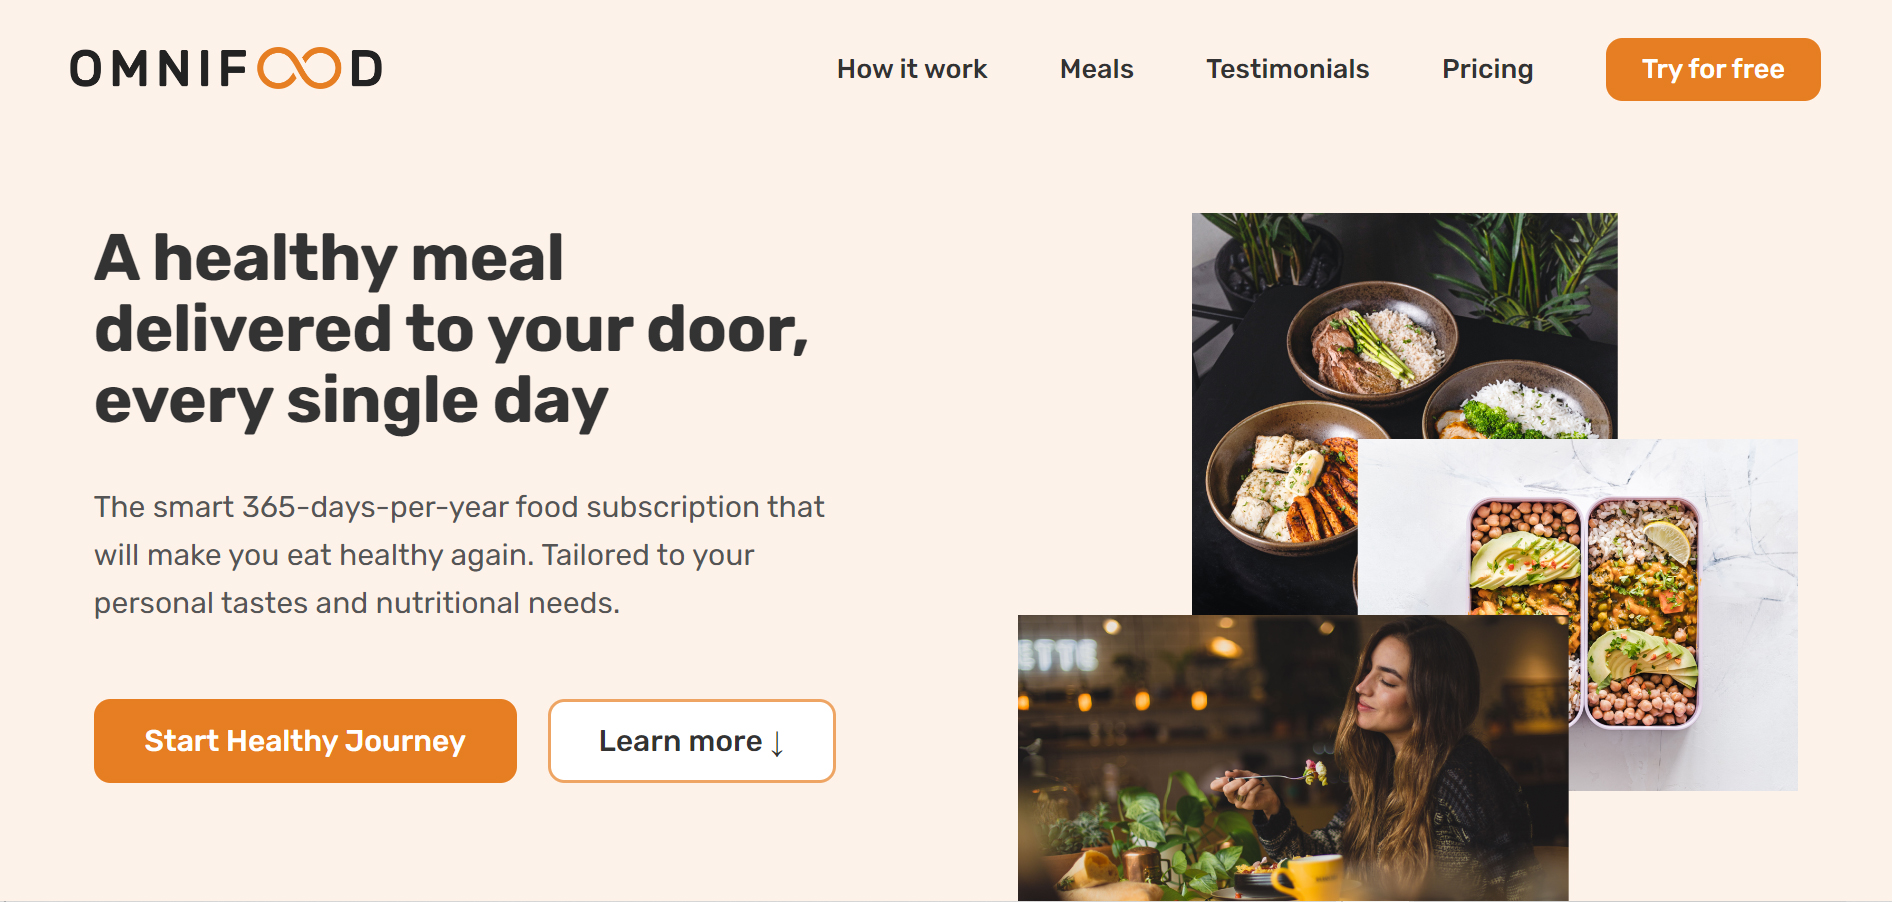 OMNIFOOD
How it work
Meals
Testimonials
Pricing
Try for free
A healthy meal
delivered to your door,
every single day
The smart 365-days-per-year food subscription that
will make you eat healthy again. Tailored to your
personal tastes and nutritional needs.
Start Healthy Journey
Learn more ↓
ETTE